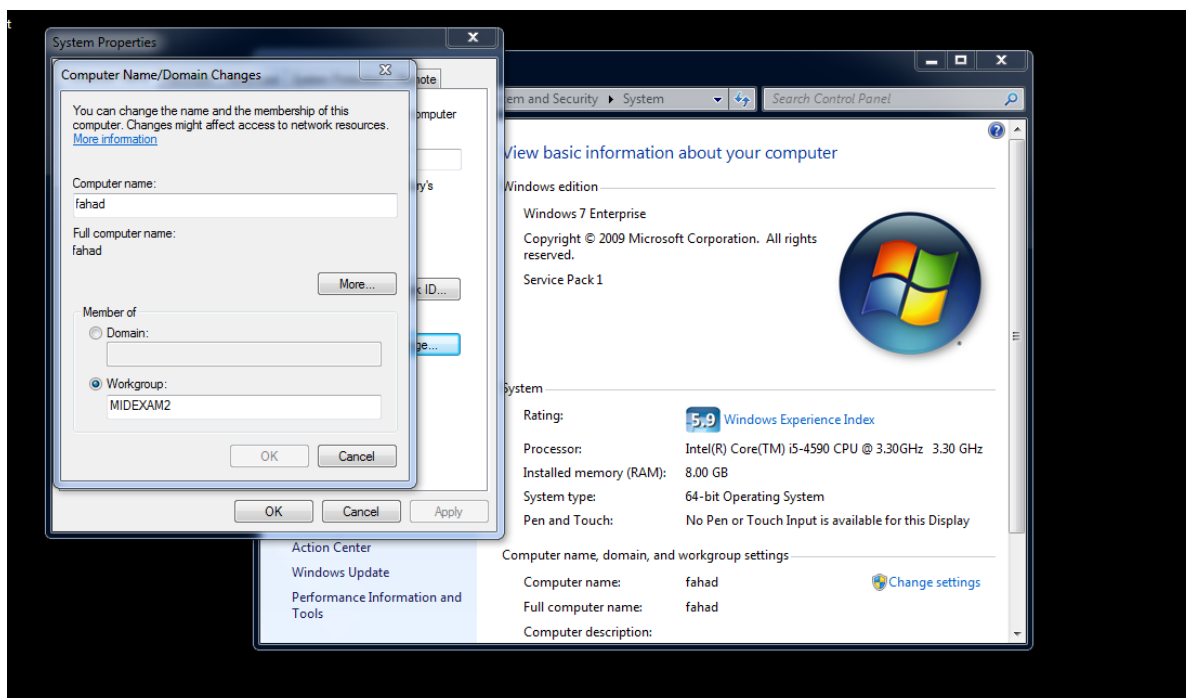 t
System Properties
Computer Name/Domain Changes
You can change the name and the membership of this
computer. Changes might affect access to network resources.
More information
Computer name:
fahad
Full computer name:
fahad
More...
Member of
Domain:
Workgroup:
MIDEXAM2
OK Cancel
OK Cancel Apply
System
Search Control Panel
View basic information about your computer
Windows edition
Windows 7 Enterprise
Copyright © 2009 Microsoft Corporation. All rights
reserved.
Service Pack 1
System
Rating: 5.9 Windows Experience Index
Processor: Intel(R) Core(TM) i5-4590 CPU @ 3.30GHz 3.30 GHz
Installed memory (RAM): 8.00 GB
System type: 64-bit Operating System
Pen and Touch: No Pen or Touch Input is available for this Display
Computer name, domain, and workgroup settings
Computer name: fahad Change settings
Full computer name: fahad
Computer description:
Action Center
Windows Update
Performance Information and
Tools